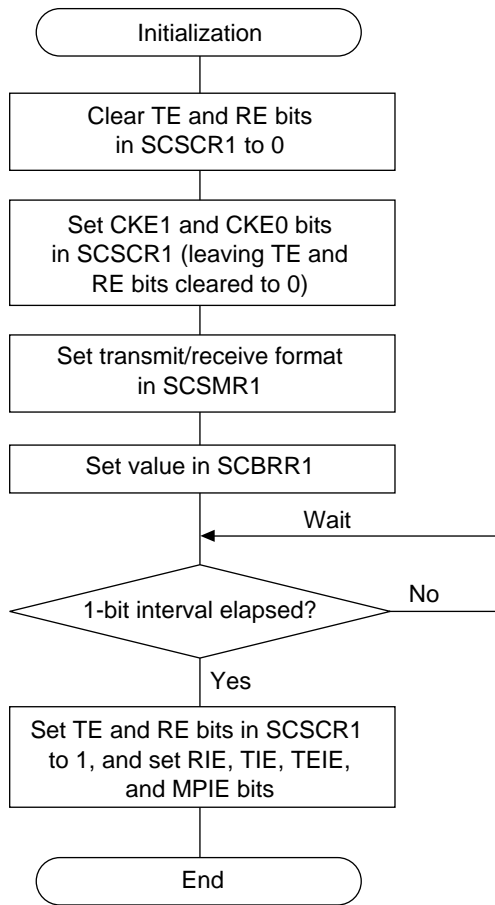 Initialization
Clear TE and RE bits
in SCSCR1 to 0
Set CKE1 and CKE0 bits
in SCSCR1 (leaving TE and
RE bits cleared to 0)
Set transmit/receive format
in SCSMR1
Set value in SCBRR1
Wait
1-bit interval elapsed?
No
Yes
Set TE and RE bits in SCSCR1
to 1, and set RIE, TIE, TEIE,
and MPIE bits
End